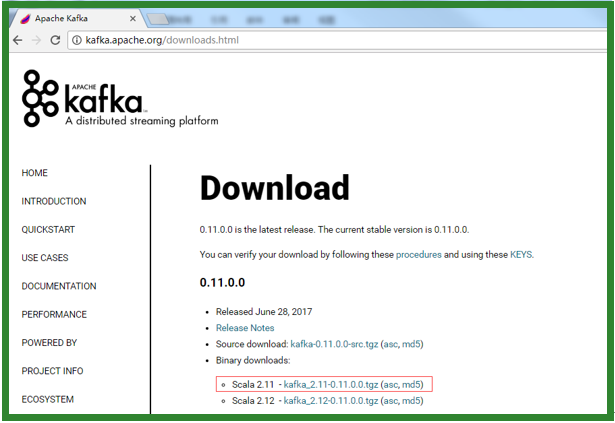 Apache Kafka
kafka.apache.org/downloads.html
APACHE
kafka™
A distributed streaming platform
HOME
INTRODUCTION
QUICKSTART
USE CASES
DOCUMENTATION
PERFORMANCE
POWERED BY
PROJECT INFO
ECOSYSTEM
Download
0.11.0.0 is the latest release. The current stable version is 0.11.0.0.
You can verify your download by following these procedures and using these KEYS.
0.11.0.0
Released June 28, 2017
Release Notes
Source download: kafka-0.11.0.0-src.tgz (asc, md5)
Binary downloads:
Scala 2.11 - kafka_2.11-0.11.0.0.tgz (asc, md5)
Scala 2.12 - kafka_2.12-0.11.0.0.tgz (asc, md5)